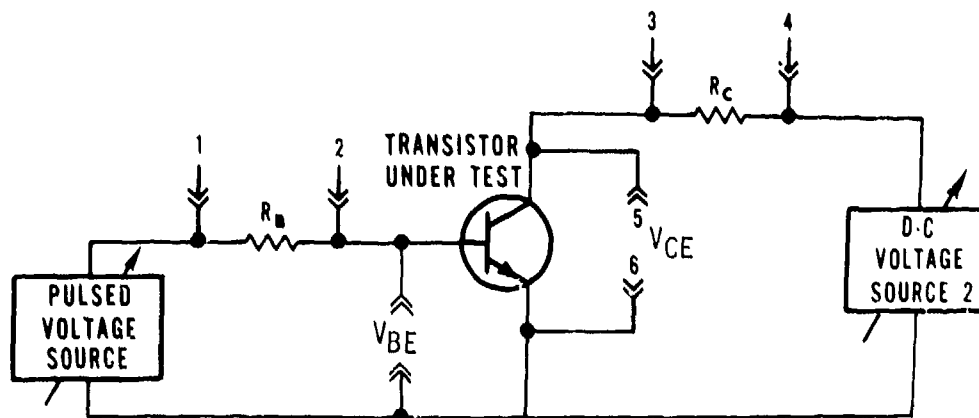 3
4
R_C
1
2
TRANSISTOR
UNDER TEST
R_B
5
V_CE
6
D-C
VOLTAGE
SOURCE 2
PULSED
VOLTAGE
SOURCE
V_BE